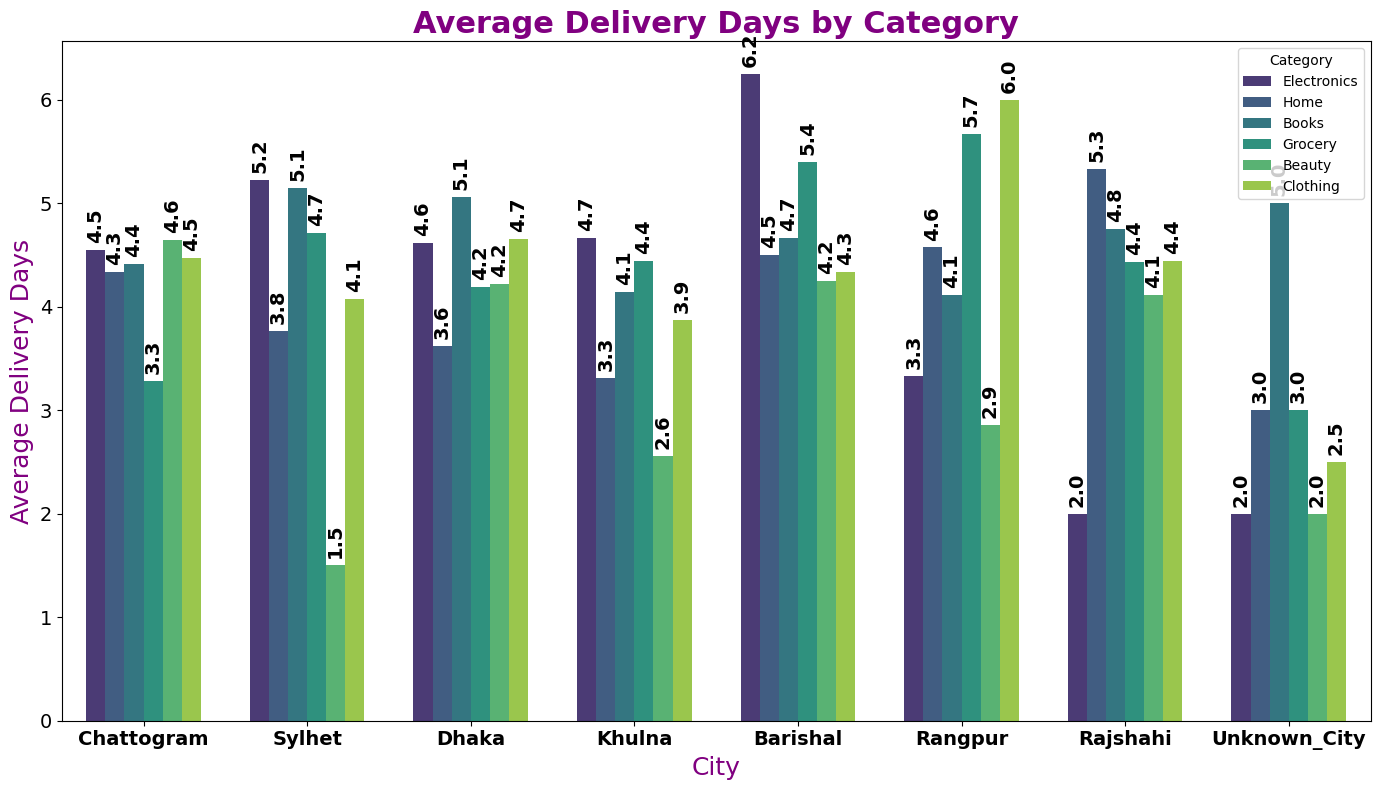 Average Delivery Days by Category
Category
Electronics
Home
Books
Grocery
Beauty
Clothing
Average Delivery Days
6
5
4
3
2
1
0
4.5 4.3 4.4 3.3 4.6 4.5
5.2 3.8 5.1 4.7 1.5 4.1
4.6 3.6 5.1 4.2 4.2 4.7
4.7 3.3 4.1 4.4 2.6 3.9
6.2 4.5 4.7 5.4 4.2 4.3
3.3 4.6 4.1 5.7 2.9 6.0
2.0 5.3 4.8 4.4 4.1 4.4
2.0 3.0 5.0 3.0 2.0 2.5
Chattogram Sylhet Dhaka Khulna Barishal Rangpur Rajshahi Unknown_City
City